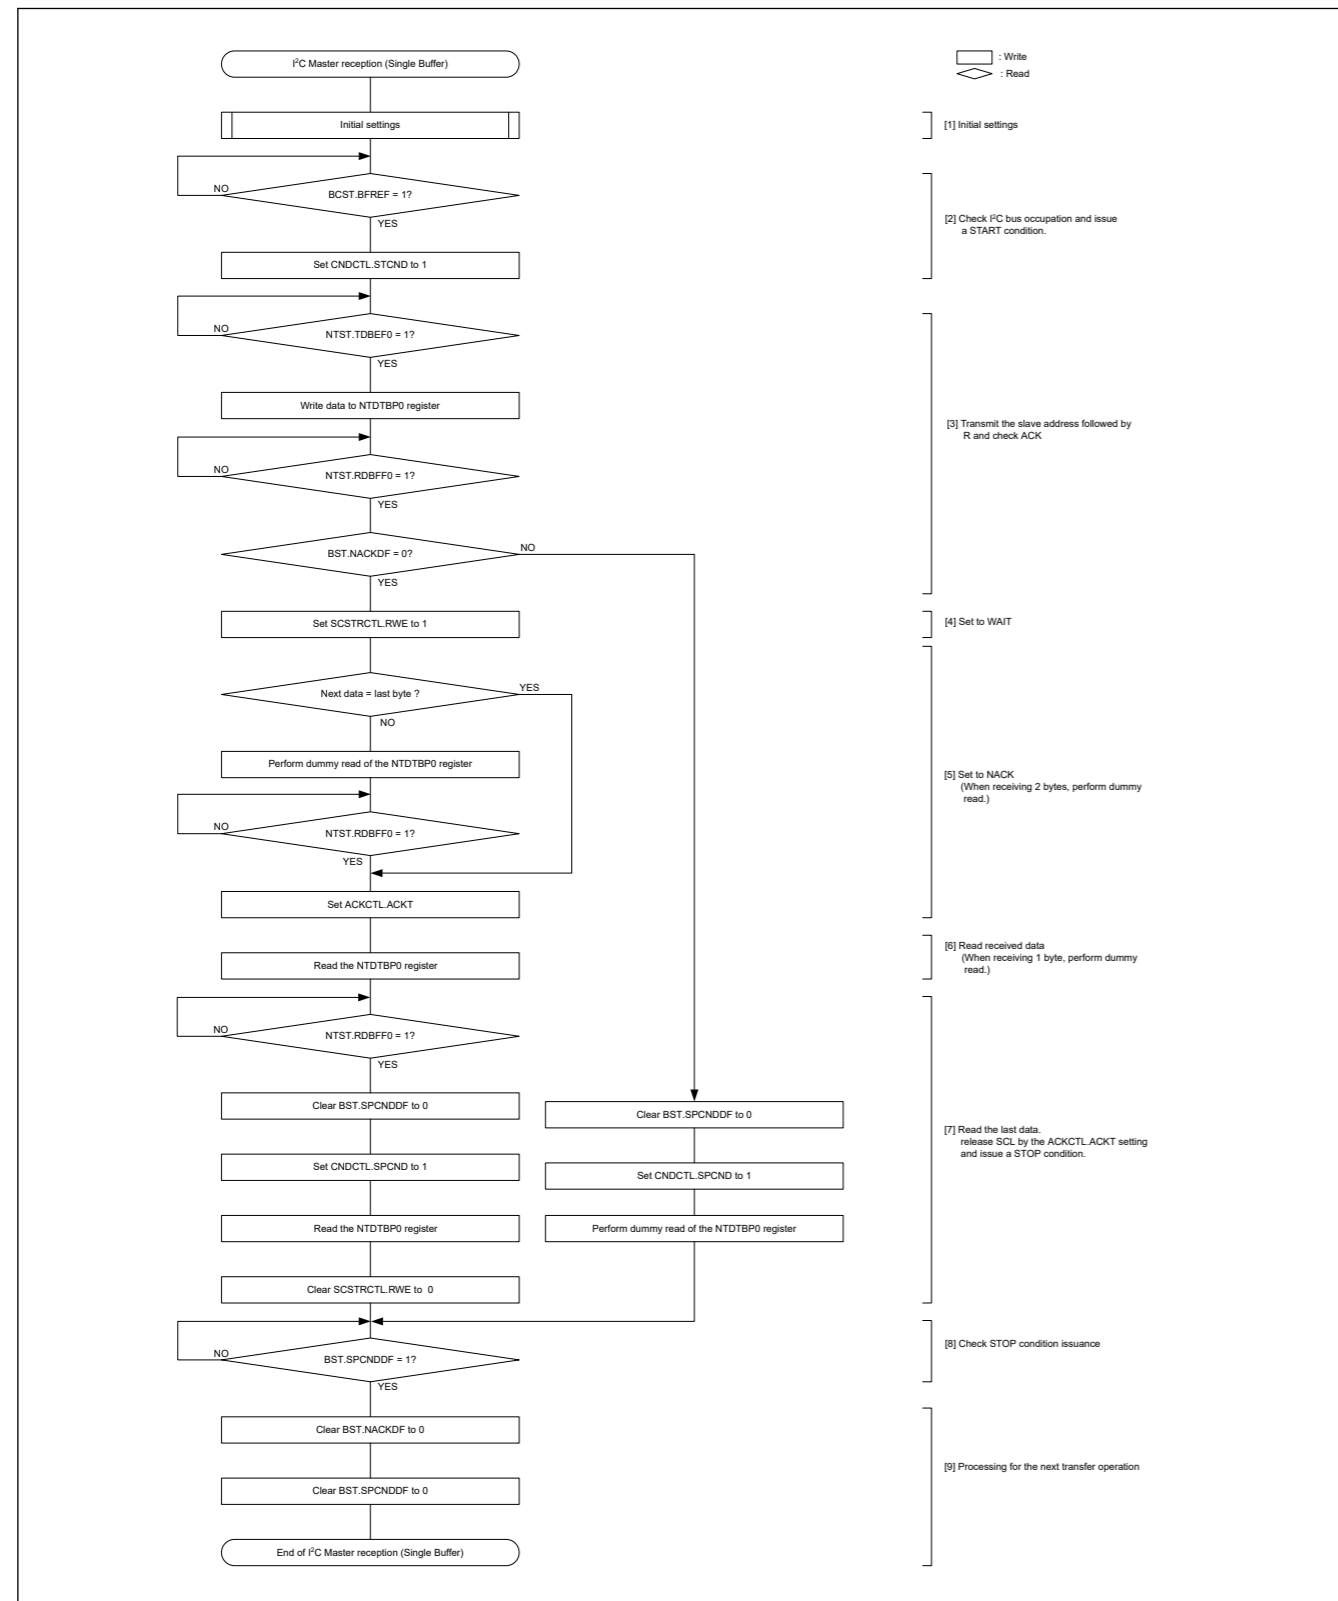 I²C Master reception (Single Buffer)
: Write
: Read
Initial settings
[1] Initial settings
NO
BCST.BFREF = 1?
YES
[2] Check I²C bus occupation and issue
a START condition.
Set CNDCTL.STCND to 1
NO
NTST.TDBEF0 = 1?
YES
Write data to NTDTBP0 register
[3] Transmit the slave address followed by
R and check ACK
NO
NTST.RDBFF0 = 1?
YES
BST.NACKDF = 0?
NO
YES
Set SCSTRCTL.RWE to 1
[4] Set to WAIT
Next data = last byte ?
YES
NO
Perform dummy read of the NTDTBP0 register
[5] Set to NACK
(When receiving 2 bytes, perform dummy
read.)
NO
NTST.RDBFF0 = 1?
YES
Set ACKCTL.ACKT
[6] Read received data
(When receiving 1 byte, perform dummy
read.)
Read the NTDTBP0 register
NO
NTST.RDBFF0 = 1?
YES
Clear BST.SPCNDDF to 0
Clear BST.SPCNDDF to 0
[7] Read the last data.
release SCL by the ACKCTL.ACKT setting
and issue a STOP condition.
Set CNDCTL.SPCND to 1
Set CNDCTL.SPCND to 1
Read the NTDTBP0 register
Perform dummy read of the NTDTBP0 register
Clear SCSTRCTL.RWE to 0
[8] Check STOP condition issuance
NO
BST.SPCNDDF = 1?
YES
Clear BST.NACKDF to 0
[9] Processing for the next transfer operation
Clear BST.SPCNDDF to 0
End of I²C Master reception (Single Buffer)